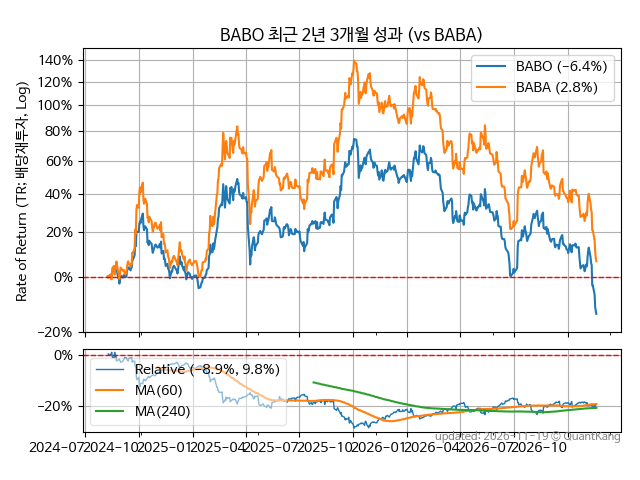 BABO 최근 2년 3개월 성과 (vs BABA)
Rate of Return (TR: 배당재투자, Log)
140%
120%
100%
80%
60%
40%
20%
0%
−20%
BABO (−6.4%)
BABA (2.8%)
0%
−20%
Relative (−8.9%, 9.8%)
MA(60)
MA(240)
updated: 2026-11-19 © QuantKang
2024−07 2024−10 2025−01 2025−04 2025−07 2025−10 2026−01 2026−04 2026−07 2026−10